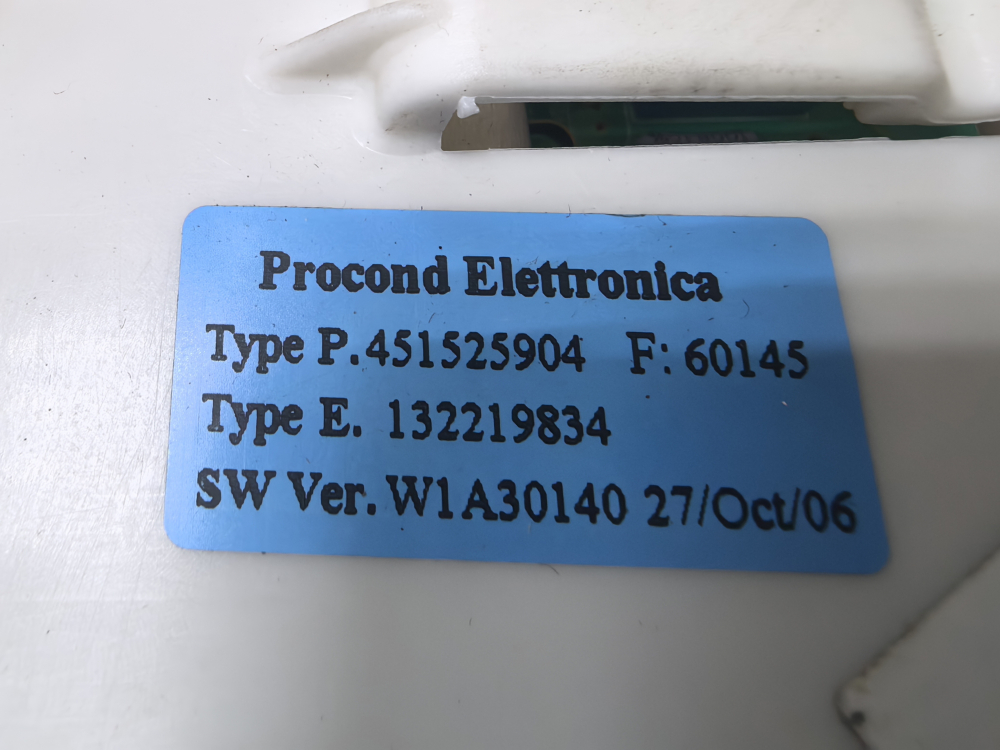 Procond Elettronica
Type P.451525904 F: 60145
Type E. 132219834
SW Ver. W1A30140 27/Oct/06